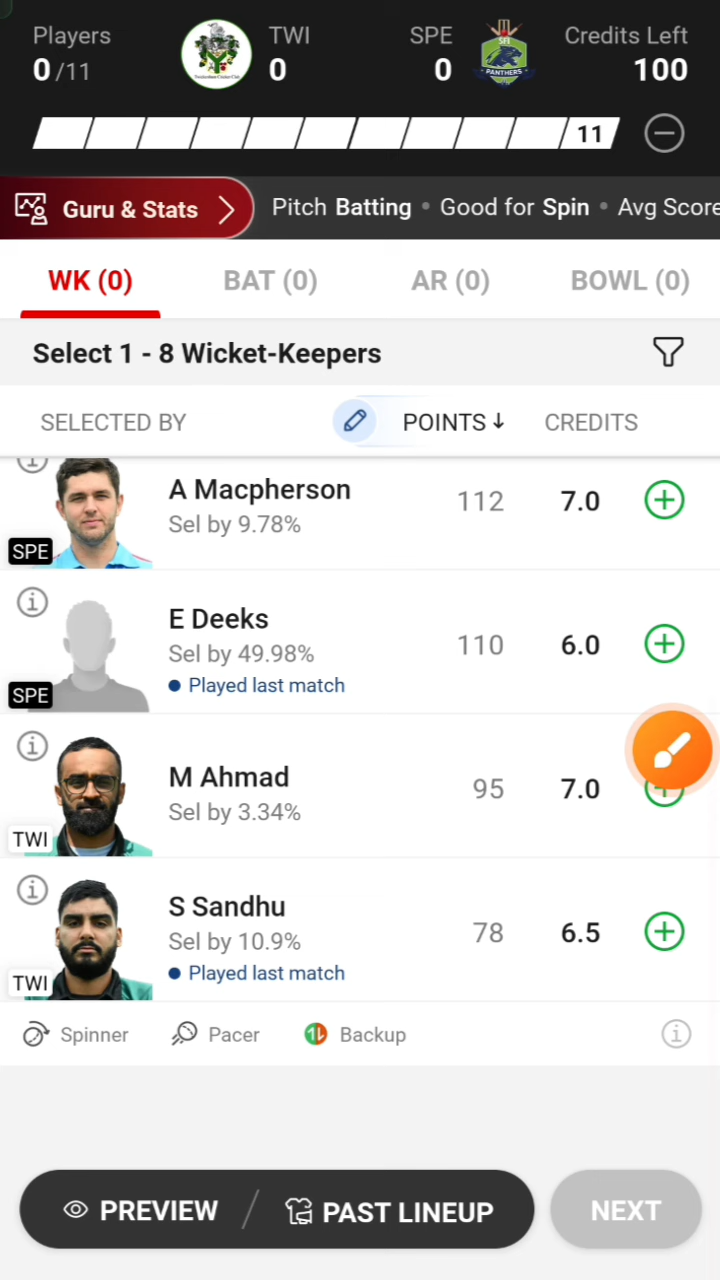 Players TWI SPE Credits Left
0 /11 0 0 100
SFI
PANTHERS
11
Guru & Stats Pitch Batting • Good for Spin • Avg Score
WK (0) BAT (0) AR (0) BOWL (0)
Select 1 - 8 Wicket-Keepers
SELECTED BY POINTS ↓ CREDITS
A Macpherson 112 7.0
Sel by 9.78%
SPE
E Deeks 110 6.0
Sel by 49.98%
• Played last match
SPE
M Ahmad 95 7.0
Sel by 3.34%
TWI
S Sandhu 78 6.5
Sel by 10.9%
• Played last match
TWI
Spinner Pacer Backup
PREVIEW / PAST LINEUP NEXT